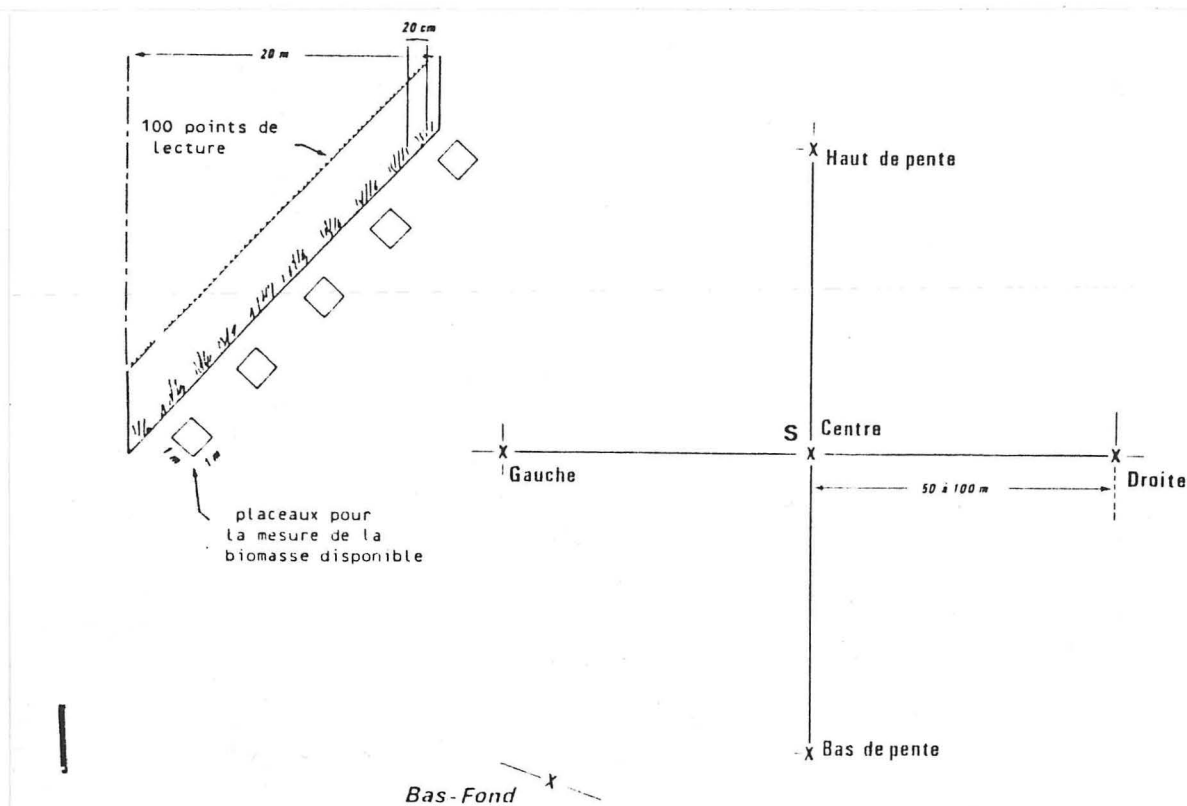 20 cm
20 m
100 points de
lecture
Haut de pente
S
Centre
Gauche
50 à 100 m
Droite
1 m
1 m
placeaux pour
la mesure de la
biomasse disponible
Bas de pente
Bas-Fond